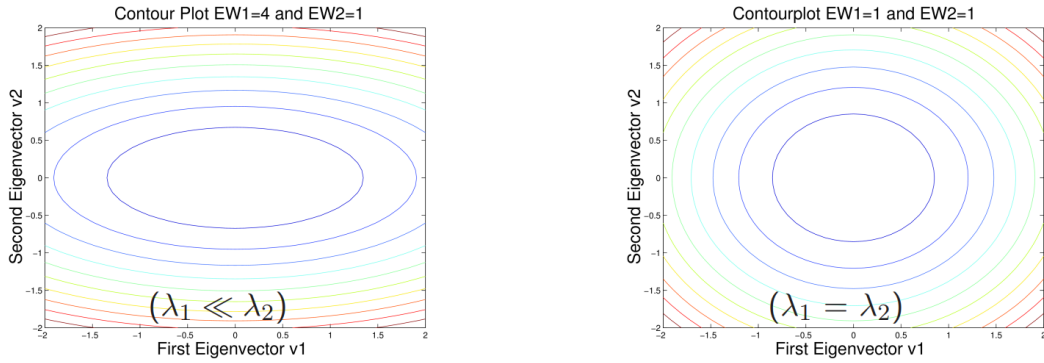 Contour Plot EW1=4 and EW2=1
Second Eigenvector v2
2
1.5
1
0.5
0
-0.5
-1
-1.5
-2
(λ₁ ≪ λ₂)
-2 -1.5 -1 -0.5 0 0.5 1 1.5 2
First Eigenvector v1
Contourplot EW1=1 and EW2=1
Second Eigenvector v2
2
1.5
1
0.5
0
-0.5
-1
-1.5
-2
(λ₁ = λ₂)
-2 -1.5 -1 -0.5 0 0.5 1 1.5 2
First Eigenvector v1